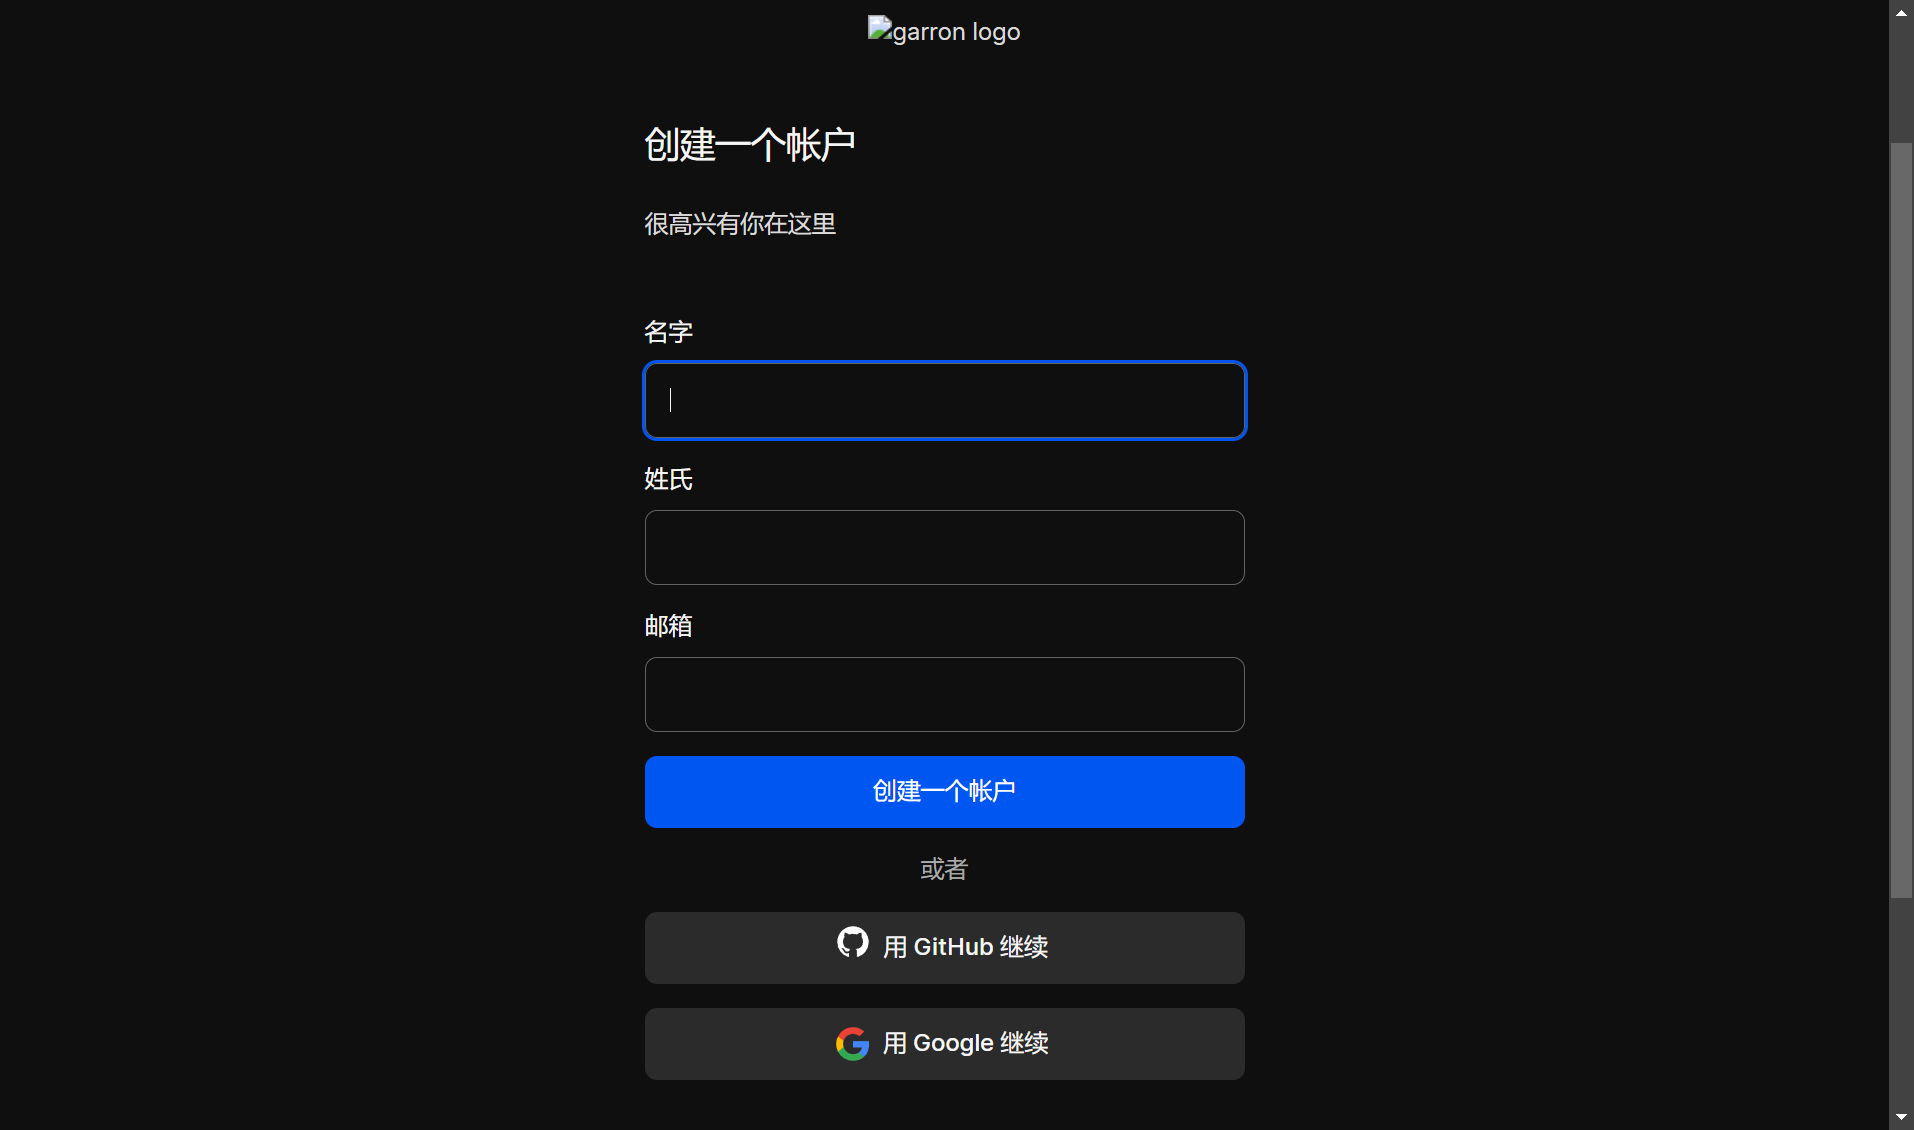 garron logo
创建一个帐户
很高兴有你在这里
名字
姓氏
邮箱
创建一个帐户
或者
用 GitHub 继续
用 Google 继续